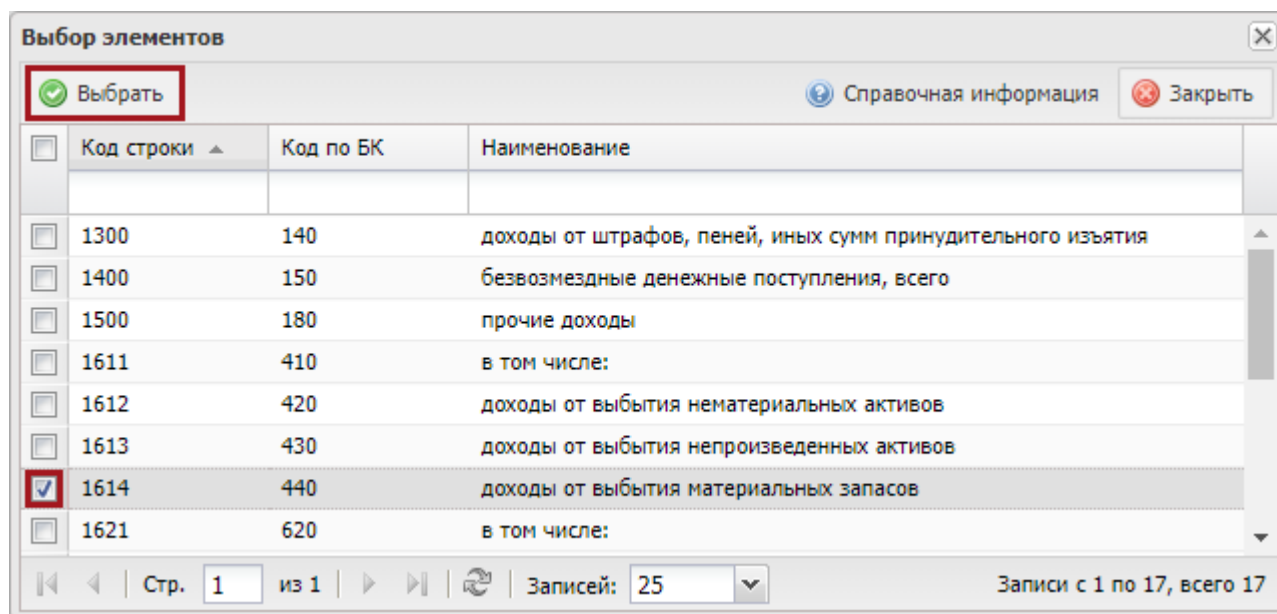 Выбор элементов
Выбрать Справочная информация Закрыть
Код строки Код по БК Наименование
1300 140 доходы от штрафов, пеней, иных сумм принудительного изъятия
1400 150 безвозмездные денежные поступления, всего
1500 180 прочие доходы
1611 410 в том числе:
1612 420 доходы от выбытия нематериальных активов
1613 430 доходы от выбытия непроизведенных активов
1614 440 доходы от выбытия материальных запасов
1621 620 в том числе:
Стр. 1 из 1 Записей: 25 Записи с 1 по 17, всего 17